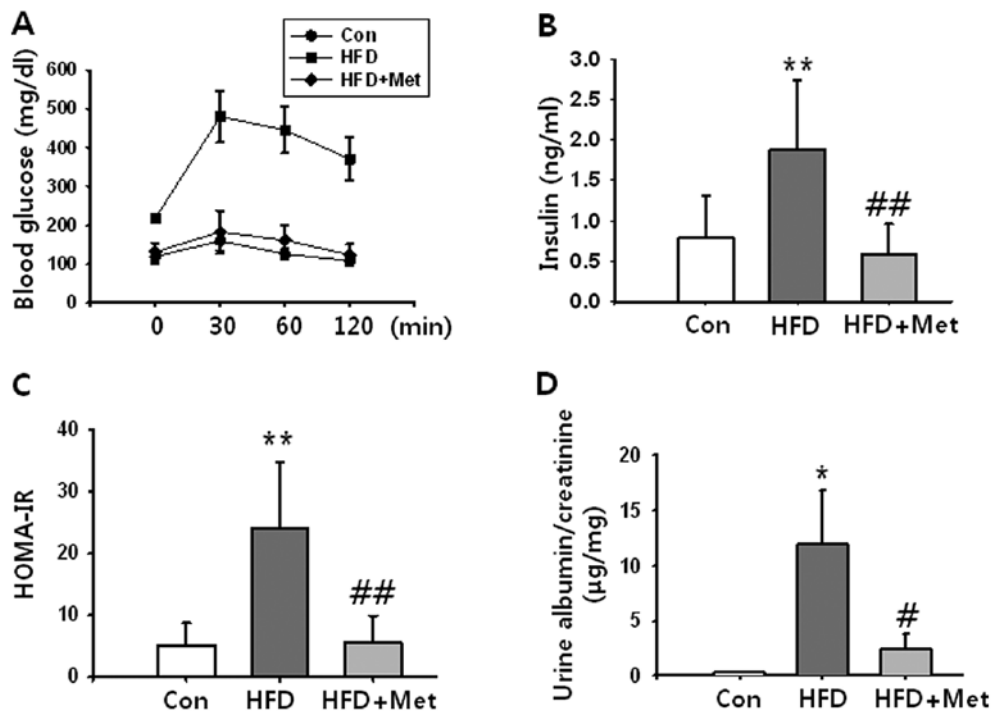 A
Con
HFD
HFD+Met
Blood glucose (mg/dl)
600
500
400
300
200
100
0
0 30 60 120 (min)
B
Insulin (ng/ml)
3.0
2.5
2.0
1.5
1.0
0.5
0.0
**
##
Con HFD HFD+Met
C
HOMA-IR
40
30
20
10
0
**
##
Con HFD HFD+Met
D
Urine albumin/creatinine
(μg/mg)
20
15
10
5
0
*
#
Con HFD HFD+Met